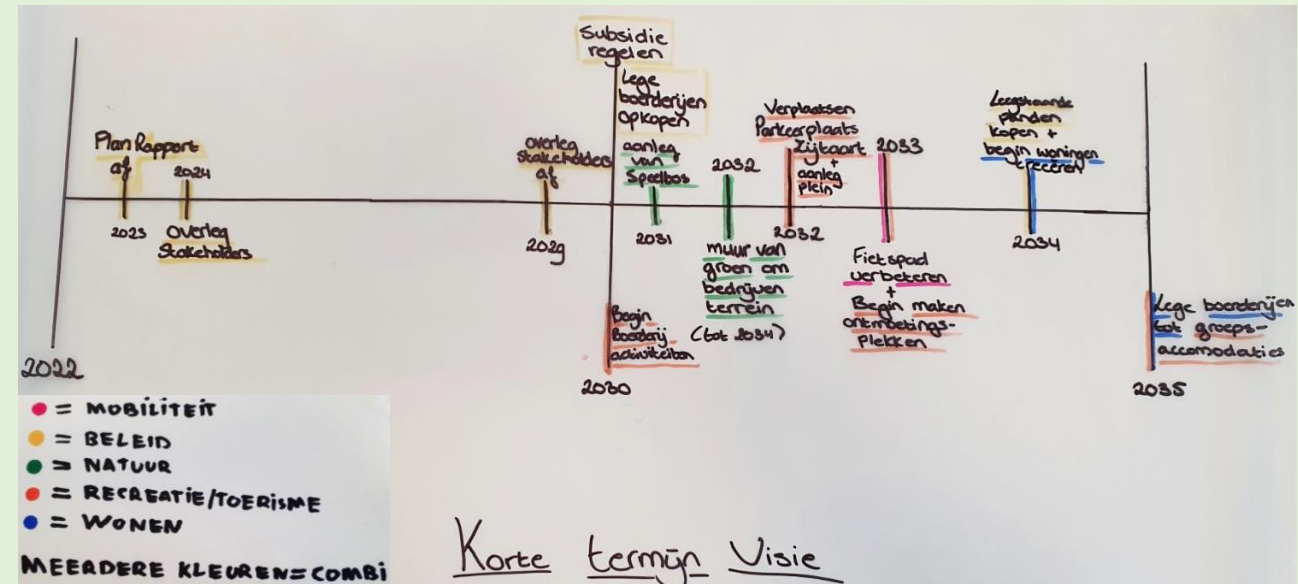 Subsidie
regelen
Lege
boerderijen
opkopen
Plan Rapport
af
2023
2024
overleg
Stakeholders
overleg
stakeholders
af
2029
aanleg
van
Speelbos
2031
2032
muur van
groen om
bedrijven
terrein
(tot 2034)
Verplaatsen
Parkeerplaats
Zijtaart
+
aanleg
plein
2032
2033
Fietspad
verbeteren
+
Begin maken
ontmoetings-
plekken
Leegstaande
panden
kopen +
begin woningen
creëren
2034
Begin
Boerderij-
activiteiten
2030
Lege boerderijen
tot groeps-
accomodaties
2035
2022
= MOBILITEIT
= BELEID
= NATUUR
= RECREATIE/TOERISME
= WONEN
MEERDERE KLEUREN=COMBI
Korte termijn Visie